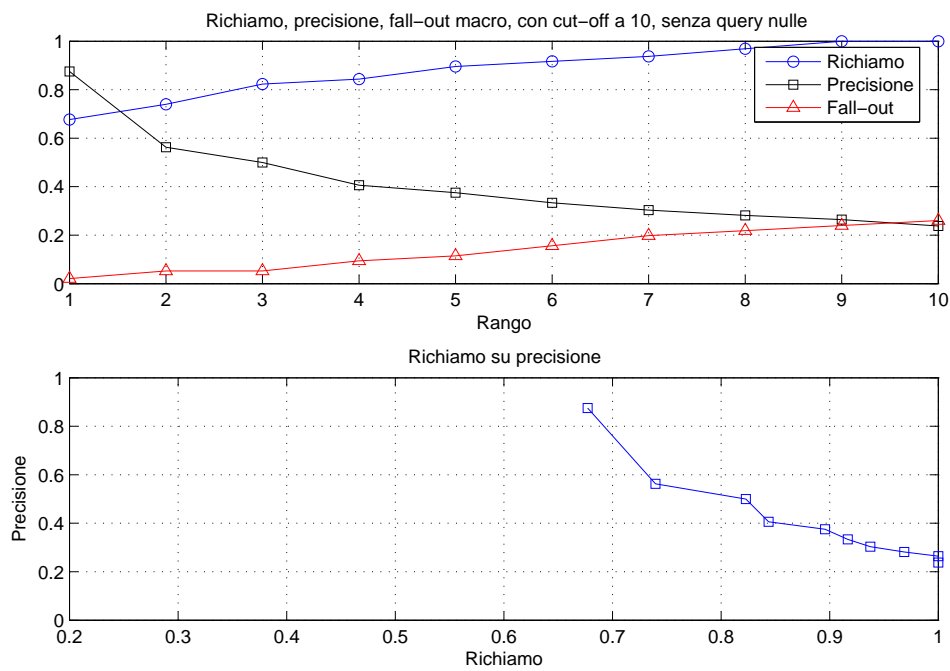 Richiamo, precisione, fall−out macro, con cut−off a 10, senza query nulle
1
0.8
0.6
0.4
0.2
0
1 2 3 4 5 6 7 8 9 10
Rango
Richiamo
Precisione
Fall−out
Richiamo su precisione
Precisione
1
0.8
0.6
0.4
0.2
0
0.2 0.3 0.4 0.5 0.6 0.7 0.8 0.9 1
Richiamo